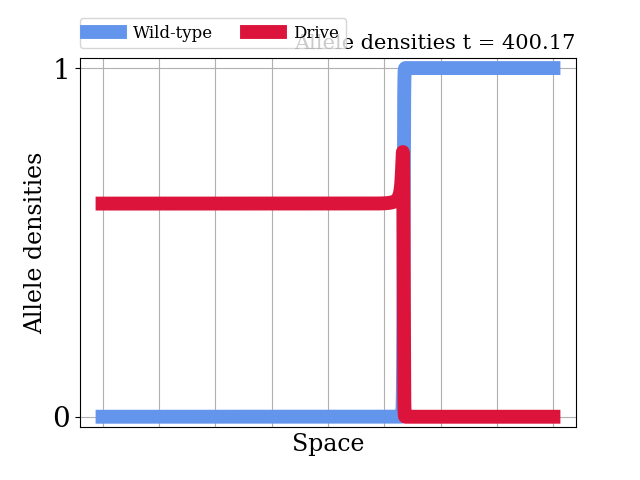 Wild-type Drive
Allele densities t = 400.17
1
Allele densities
0
Space